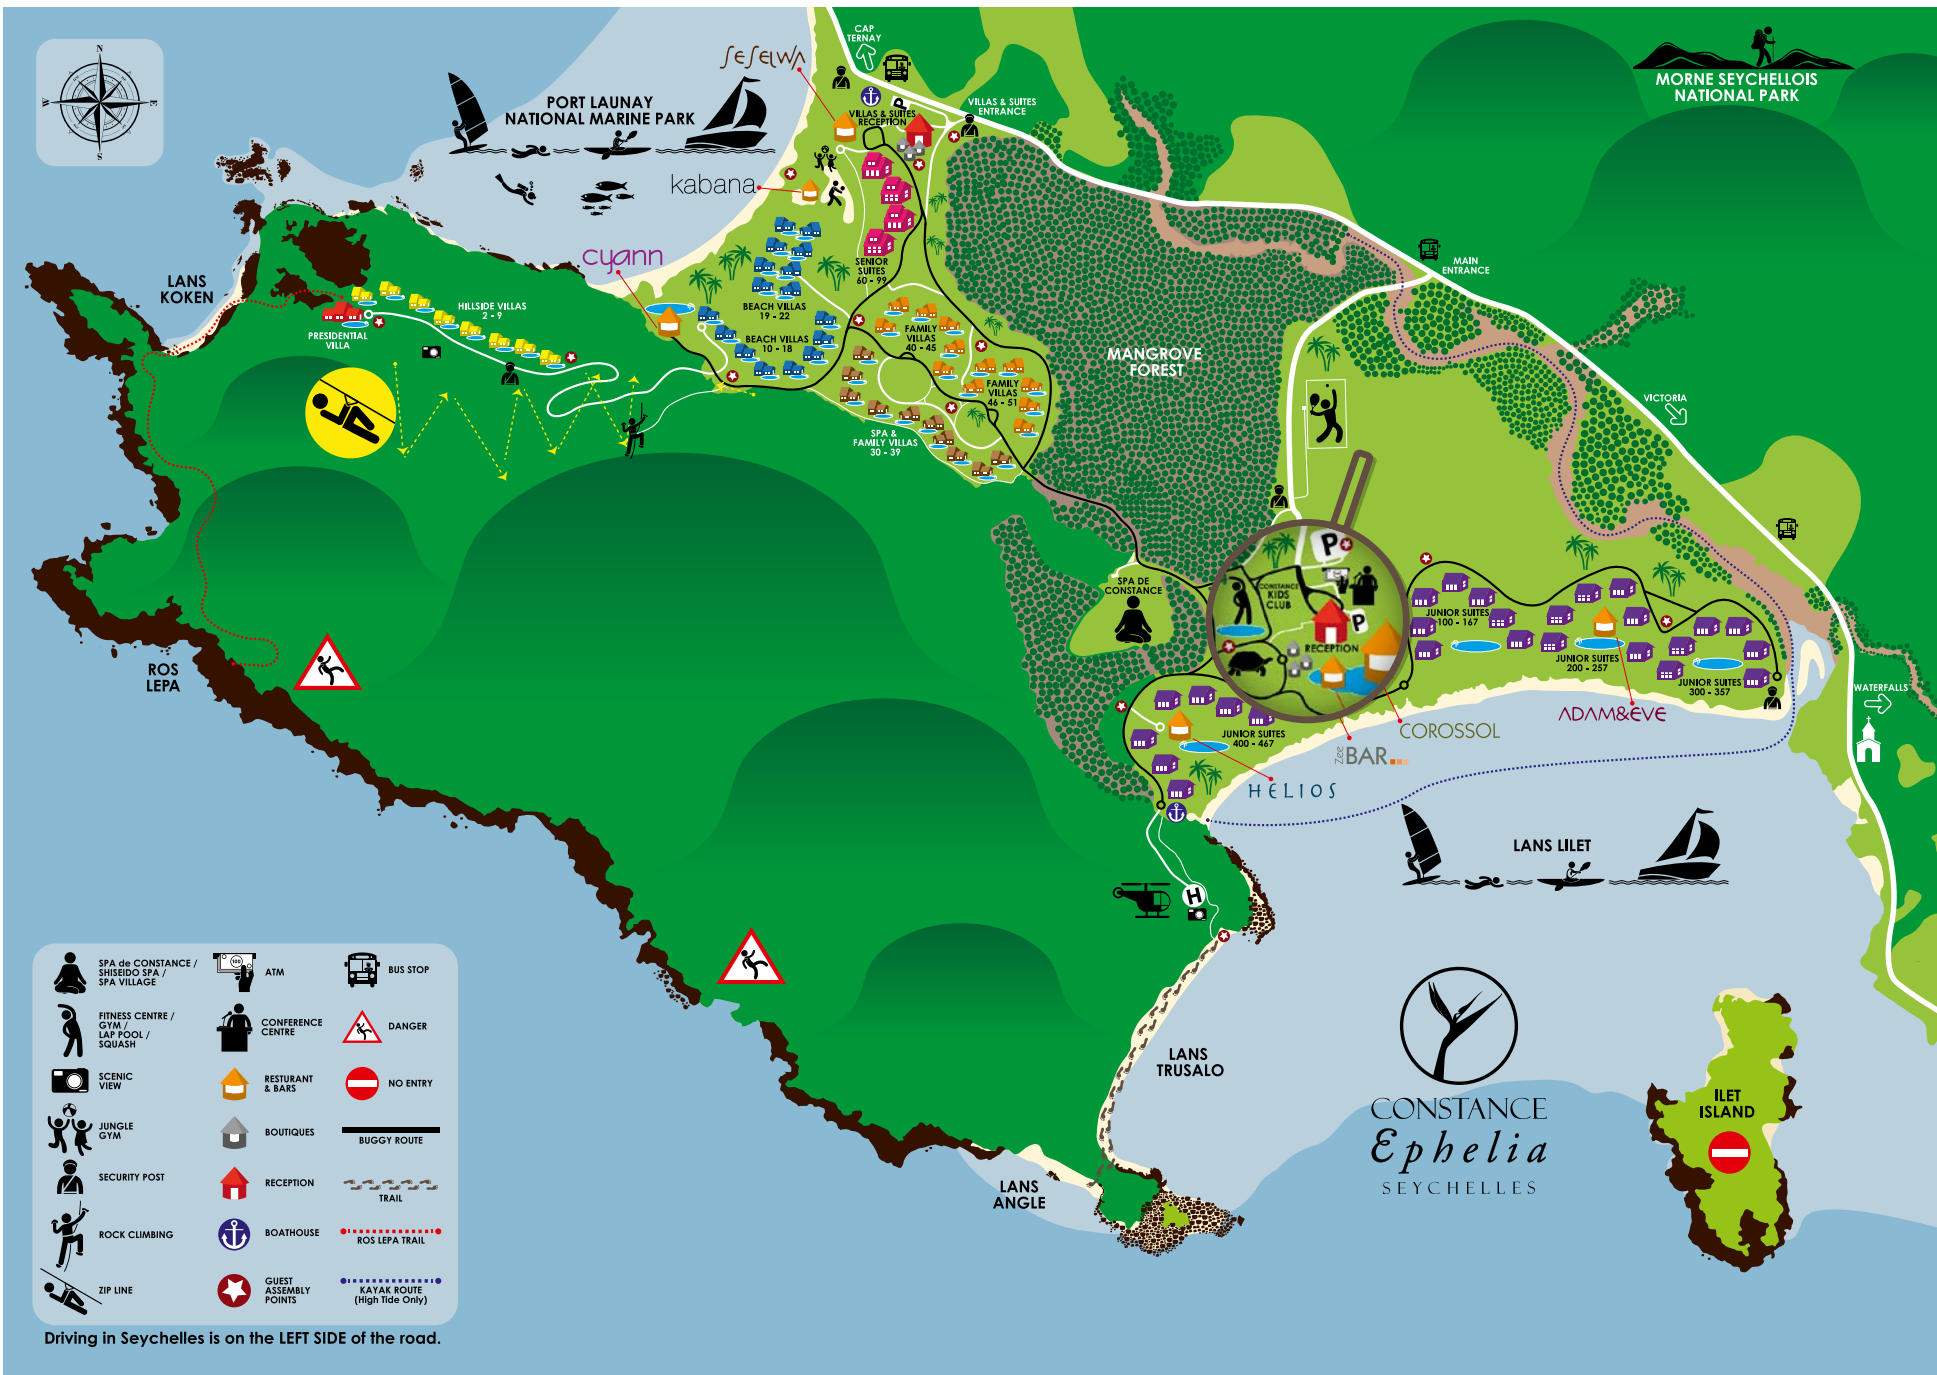 N
W
E
S
PORT LAUNAY
NATIONAL MARINE PARK
SESELWA
kabana
cyann
CAP
TERNAY
P
VILLAS & SUITES
RECEPTION
VILLAS & SUITES
ENTRANCE
MORNE SEYCHELLOIS
NATIONAL PARK
LANS
KOKEN
HILLSIDE VILLAS
2 - 9
PRESIDENTIAL
VILLA
SENIOR
SUITES
60 - 99
BEACH VILLAS
19 - 22
BEACH VILLAS
10 - 18
FAMILY
VILLAS
40 - 45
FAMILY
VILLAS
46 - 51
SPA &
FAMILY VILLAS
30 - 39
MANGROVE
FOREST
MAIN
ENTRANCE
VICTORIA
SPA DE
CONSTANCE
P
CONSTANCE
KIDS
CLUB
P
RECEPTION
JUNIOR SUITES
100 - 167
JUNIOR SUITES
200 - 257
JUNIOR SUITES
300 - 357
JUNIOR SUITES
400 - 467
WATERFALLS
ADAM&EVE
COROSSOL
Zee BAR
HELIOS
ROS
LEPA
LANS LILET
H
LANS
TRUSALO
LANS
ANGLE
CONSTANCE
Ephelia
SEYCHELLES
ILET
ISLAND
SPA de CONSTANCE /
SHISEIDO SPA /
SPA VILLAGE
FITNESS CENTRE /
GYM /
LAP POOL /
SQUASH
SCENIC
VIEW
JUNGLE
GYM
SECURITY POST
ROCK CLIMBING
ZIP LINE
100
ATM
CONFERENCE
CENTRE
RESTURANT
& BARS
BOUTIQUES
RECEPTION
BOATHOUSE
GUEST
ASSEMBLY
POINTS
BUS STOP
DANGER
NO ENTRY
BUGGY ROUTE
TRAIL
ROS LEPA TRAIL
KAYAK ROUTE
(High Tide Only)
Driving in Seychelles is on the LEFT SIDE of the road.